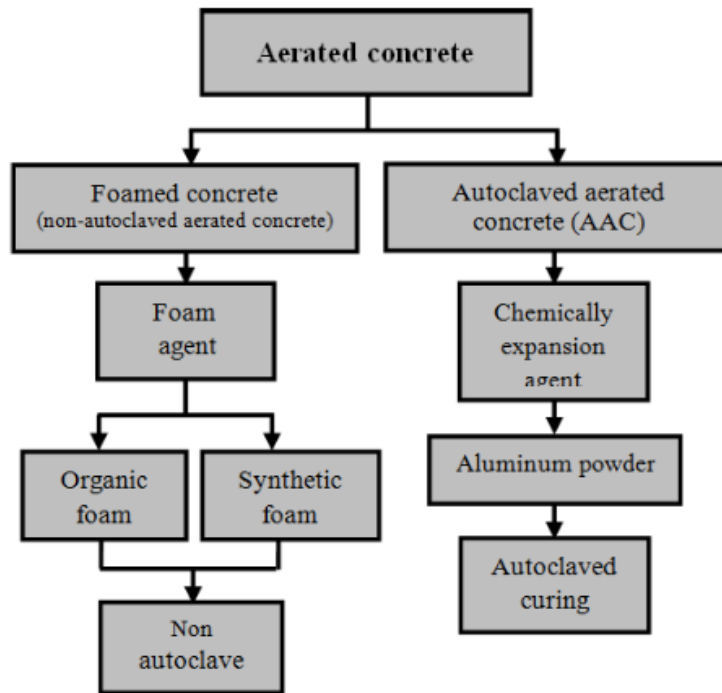 Aerated concrete
Foamed concrete
(non-autoclaved aerated concrete)
Autoclaved aerated
concrete (AAC)
Foam
agent
Chemically
expansion
agent
Organic
foam
Synthetic
foam
Aluminum powder
Non
autoclave
Autoclaved
curing